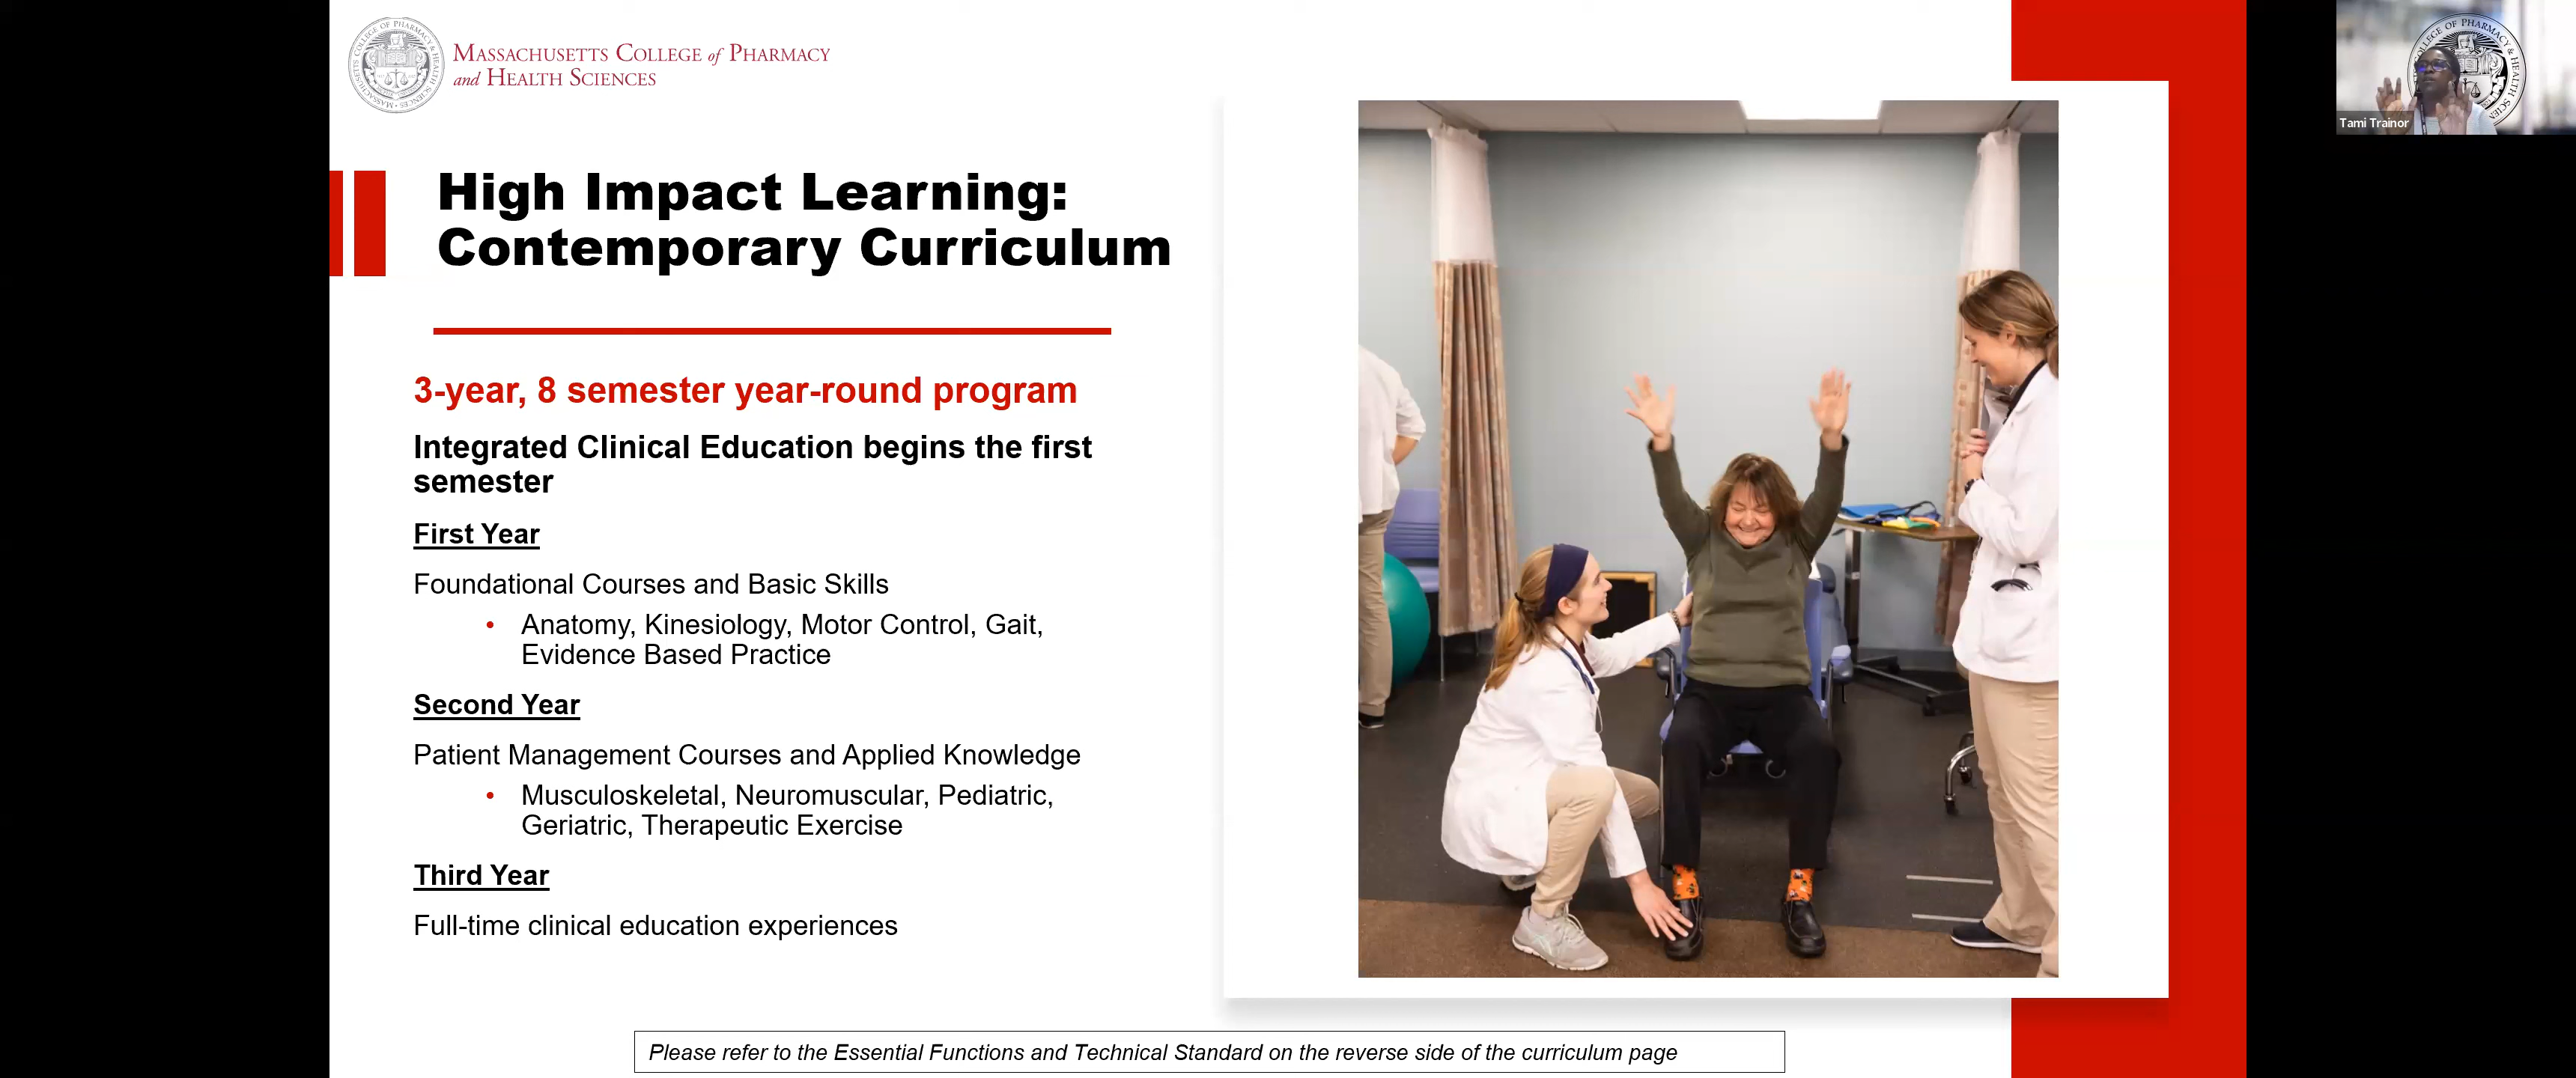 MASSACHUSETTS COLLEGE of PHARMACY
and HEALTH SCIENCES
High Impact Learning:
Contemporary Curriculum
3-year, 8 semester year-round program
Integrated Clinical Education begins the first
semester
First Year
Foundational Courses and Basic Skills
• Anatomy, Kinesiology, Motor Control, Gait,
Evidence Based Practice
Second Year
Patient Management Courses and Applied Knowledge
• Musculoskeletal, Neuromuscular, Pediatric,
Geriatric, Therapeutic Exercise
Third Year
Full-time clinical education experiences
Please refer to the Essential Functions and Technical Standard on the reverse side of the curriculum page
Tami Trainor